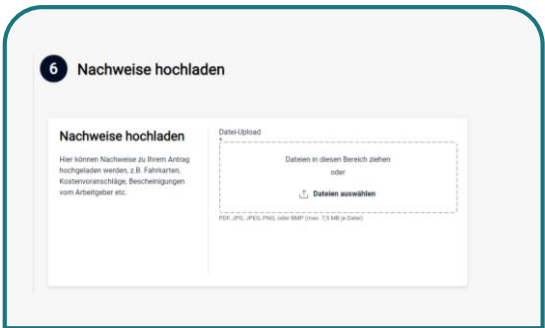 6 Nachweise hochladen
Nachweise hochladen
Hier können Nachweise zu Ihrem Antrag
hochgeladen werden, z.B. Fahrkarten,
Kostenvoranschläge, Bescheinigungen
vom Arbeitgeber etc.
Datei-Upload
*
Dateien in diesen Bereich ziehen
oder
Dateien auswählen
PDF, JPG, JPEG, PNG, oder BMP (max. 7,5 MB je Datei)